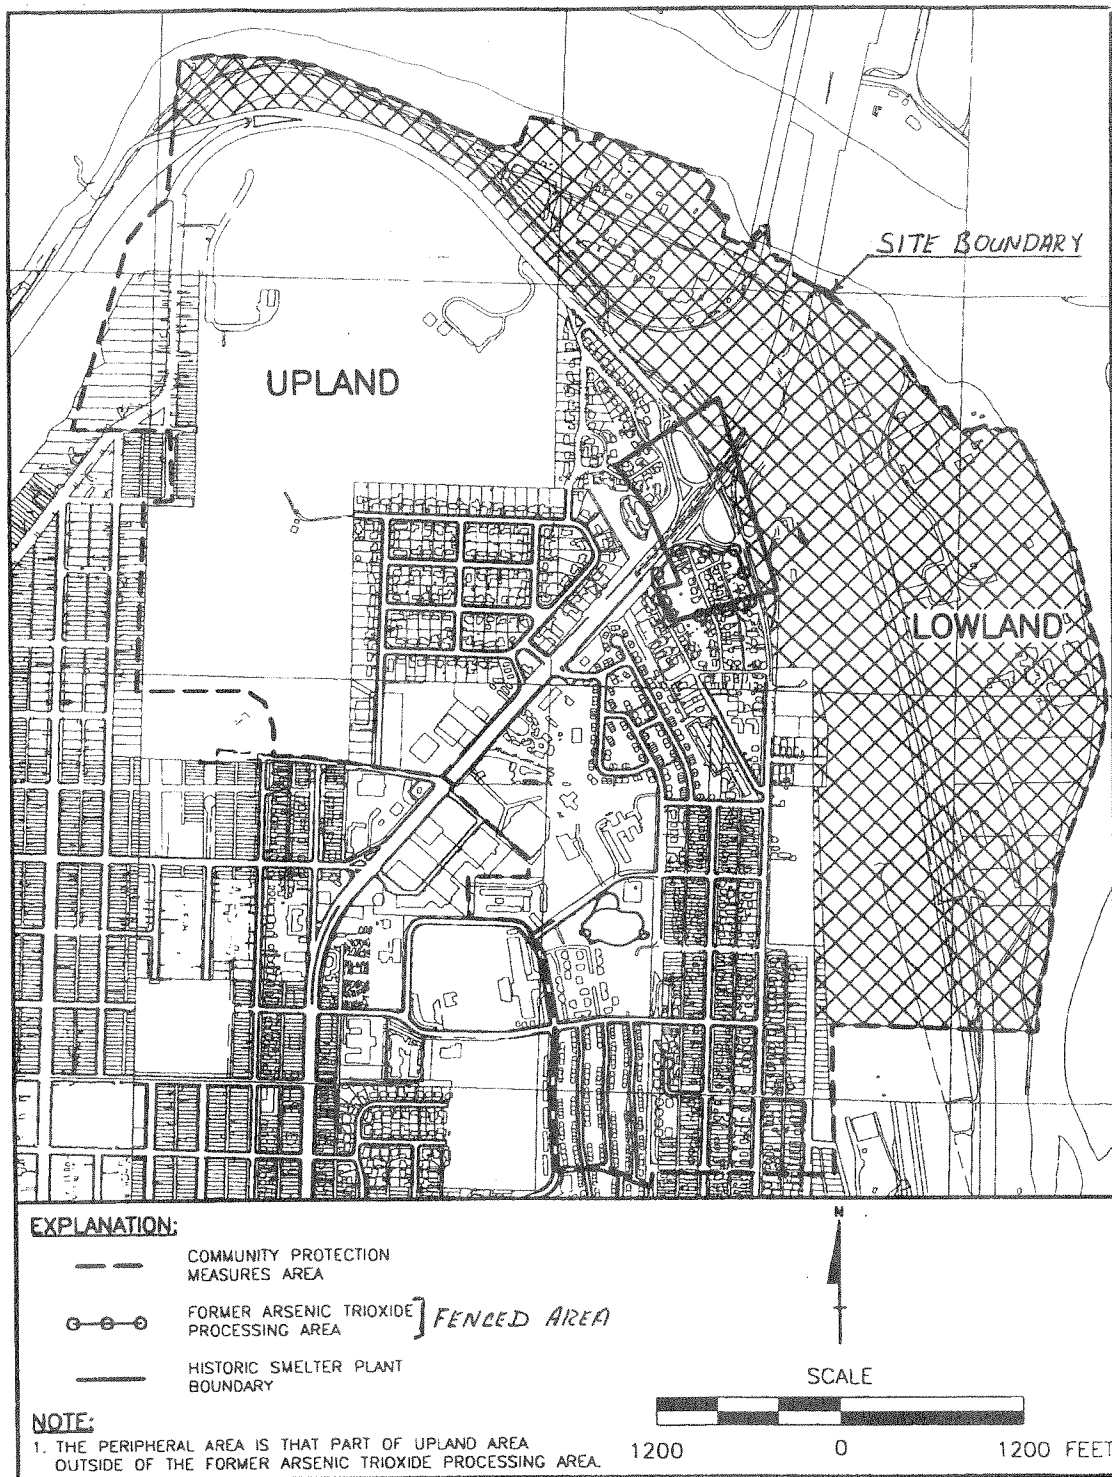 SITE BOUNDARY
UPLAND
LOWLAND
EXPLANATION:
COMMUNITY PROTECTION
MEASURES AREA
FORMER ARSENIC TRIOXIDE
PROCESSING AREA
FENCED AREA
HISTORIC SMELTER PLANT
BOUNDARY
NOTE:
1. THE PERIPHERAL AREA IS THAT PART OF UPLAND AREA
OUTSIDE OF THE FORMER ARSENIC TRIOXIDE PROCESSING AREA.
N
SCALE
1200 0 1200 FEET